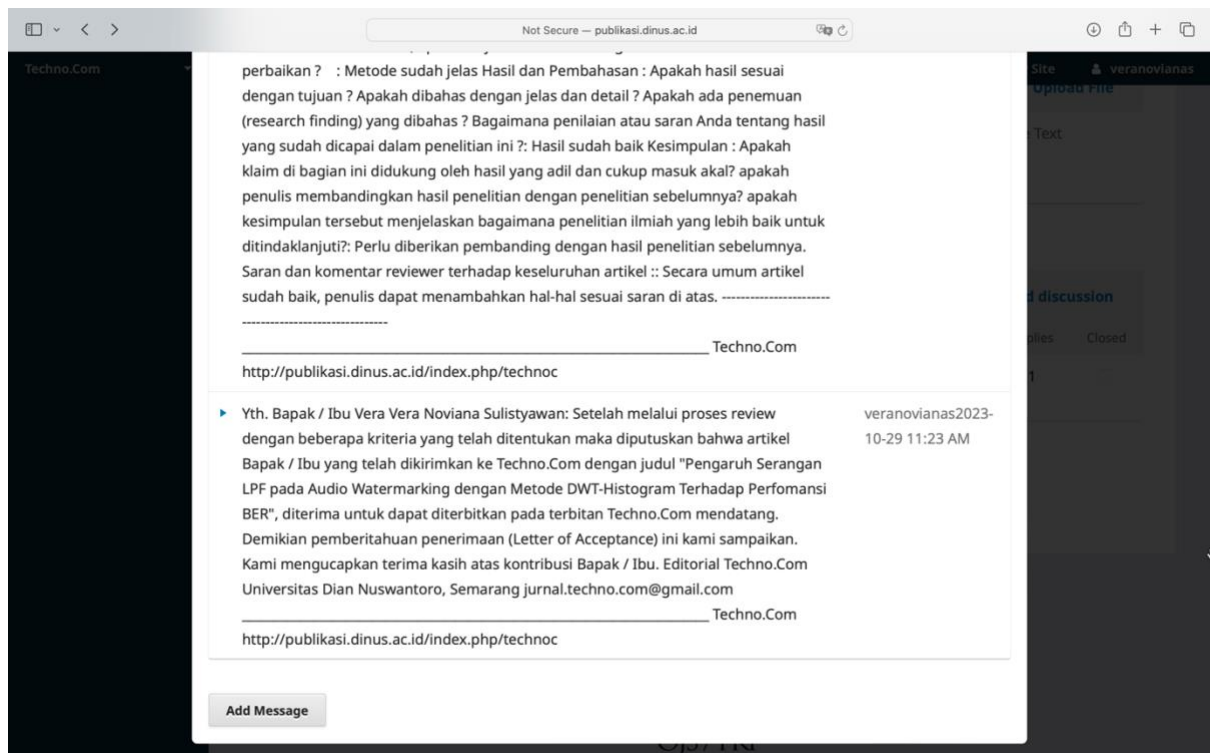 Not Secure — publikasi.dinus.ac.id
Techno.Com
Site
veranovianas
Upload File
Text
perbaikan ? : Metode sudah jelas Hasil dan Pembahasan : Apakah hasil sesuai
dengan tujuan ? Apakah dibahas dengan jelas dan detail ? Apakah ada penemuan
(research finding) yang dibahas ? Bagaimana penilaian atau saran Anda tentang hasil
yang sudah dicapai dalam penelitian ini ?: Hasil sudah baik Kesimpulan : Apakah
klaim di bagian ini didukung oleh hasil yang adil dan cukup masuk akal? apakah
penulis membandingkan hasil penelitian dengan penelitian sebelumnya? apakah
kesimpulan tersebut menjelaskan bagaimana penelitian ilmiah yang lebih baik untuk
ditindaklanjuti?: Perlu diberikan pembanding dengan hasil penelitian sebelumnya.
Saran dan komentar reviewer terhadap keseluruhan artikel :: Secara umum artikel
sudah baik, penulis dapat menambahkan hal-hal sesuai saran di atas. -----------------------
-------------------------------
________________________________________________________________________ Techno.Com
http://publikasi.dinus.ac.id/index.php/technoc
d discussion
plies Closed
1
Yth. Bapak / Ibu Vera Vera Noviana Sulistyawan: Setelah melalui proses review
dengan beberapa kriteria yang telah ditentukan maka diputuskan bahwa artikel
Bapak / Ibu yang telah dikirimkan ke Techno.Com dengan judul "Pengaruh Serangan
LPF pada Audio Watermarking dengan Metode DWT-Histogram Terhadap Perfomansi
BER", diterima untuk dapat diterbitkan pada terbitan Techno.Com mendatang.
Demikian pemberitahuan penerimaan (Letter of Acceptance) ini kami sampaikan.
Kami mengucapkan terima kasih atas kontribusi Bapak / Ibu. Editorial Techno.Com
Universitas Dian Nuswantoro, Semarang jurnal.techno.com@gmail.com
________________________________________________________________________ Techno.Com
http://publikasi.dinus.ac.id/index.php/technoc
veranovianas2023-
10-29 11:23 AM
Add Message